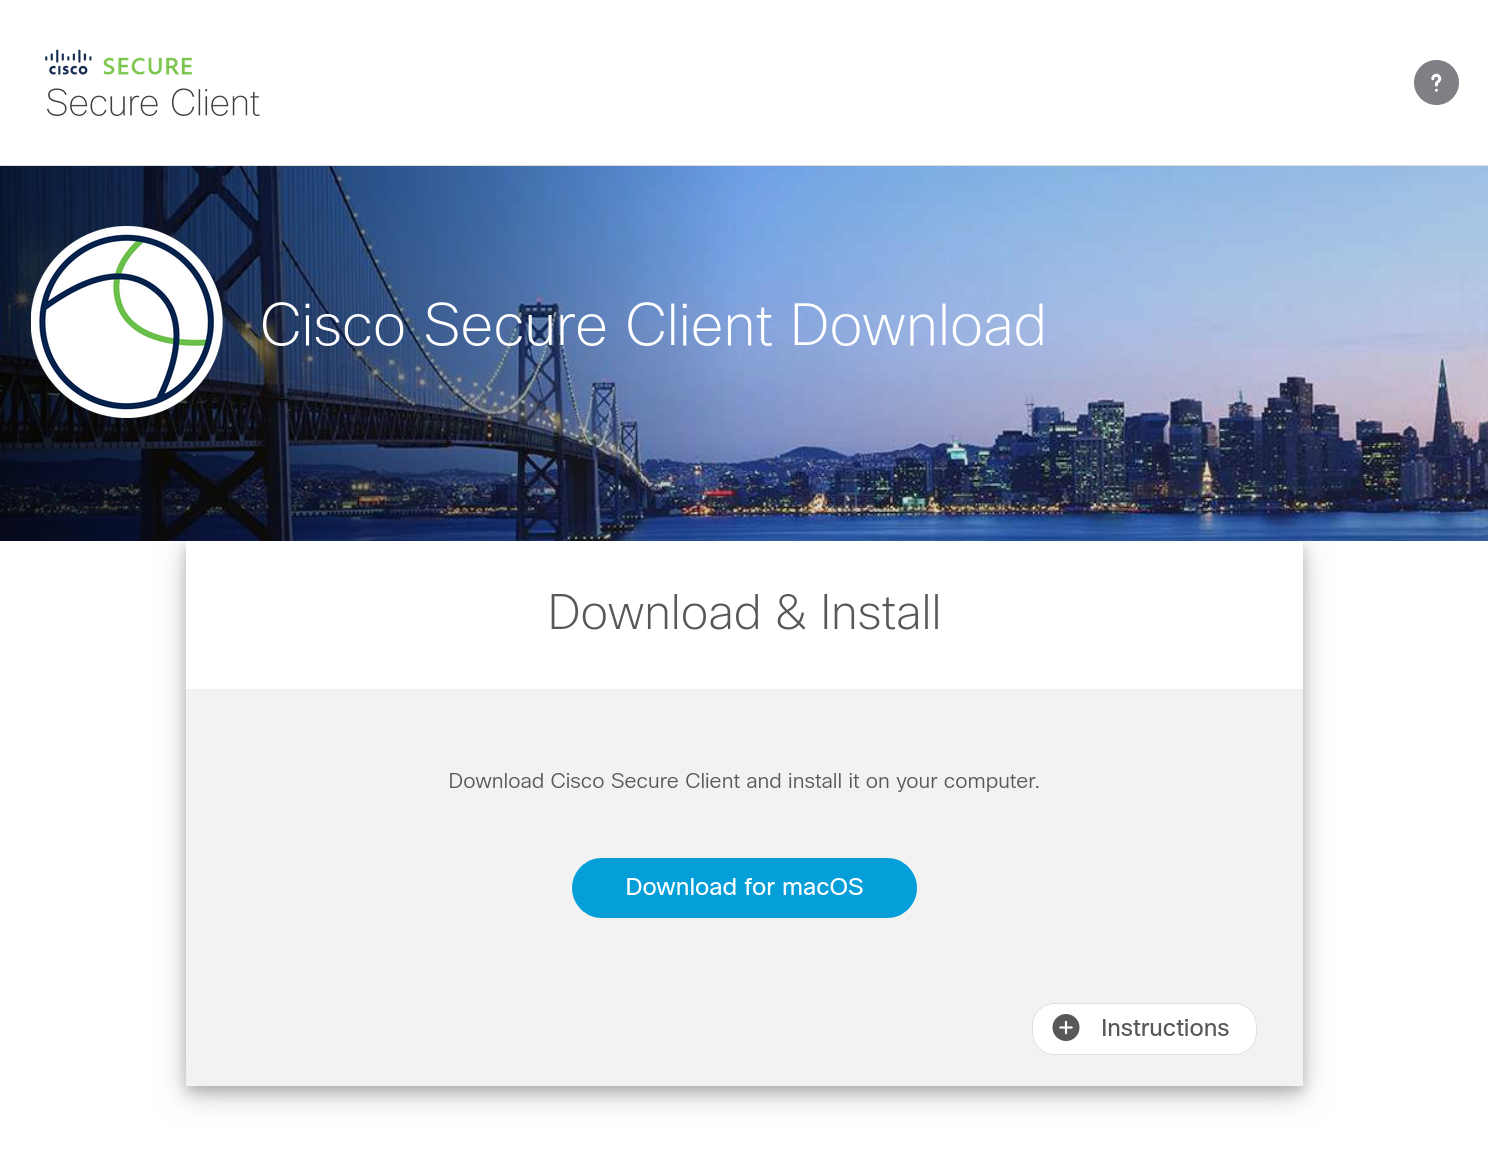 CISCO SECURE
Secure Client
?
Cisco Secure Client Download
Download & Install
Download Cisco Secure Client and install it on your computer.
Download for macOS
Instructions